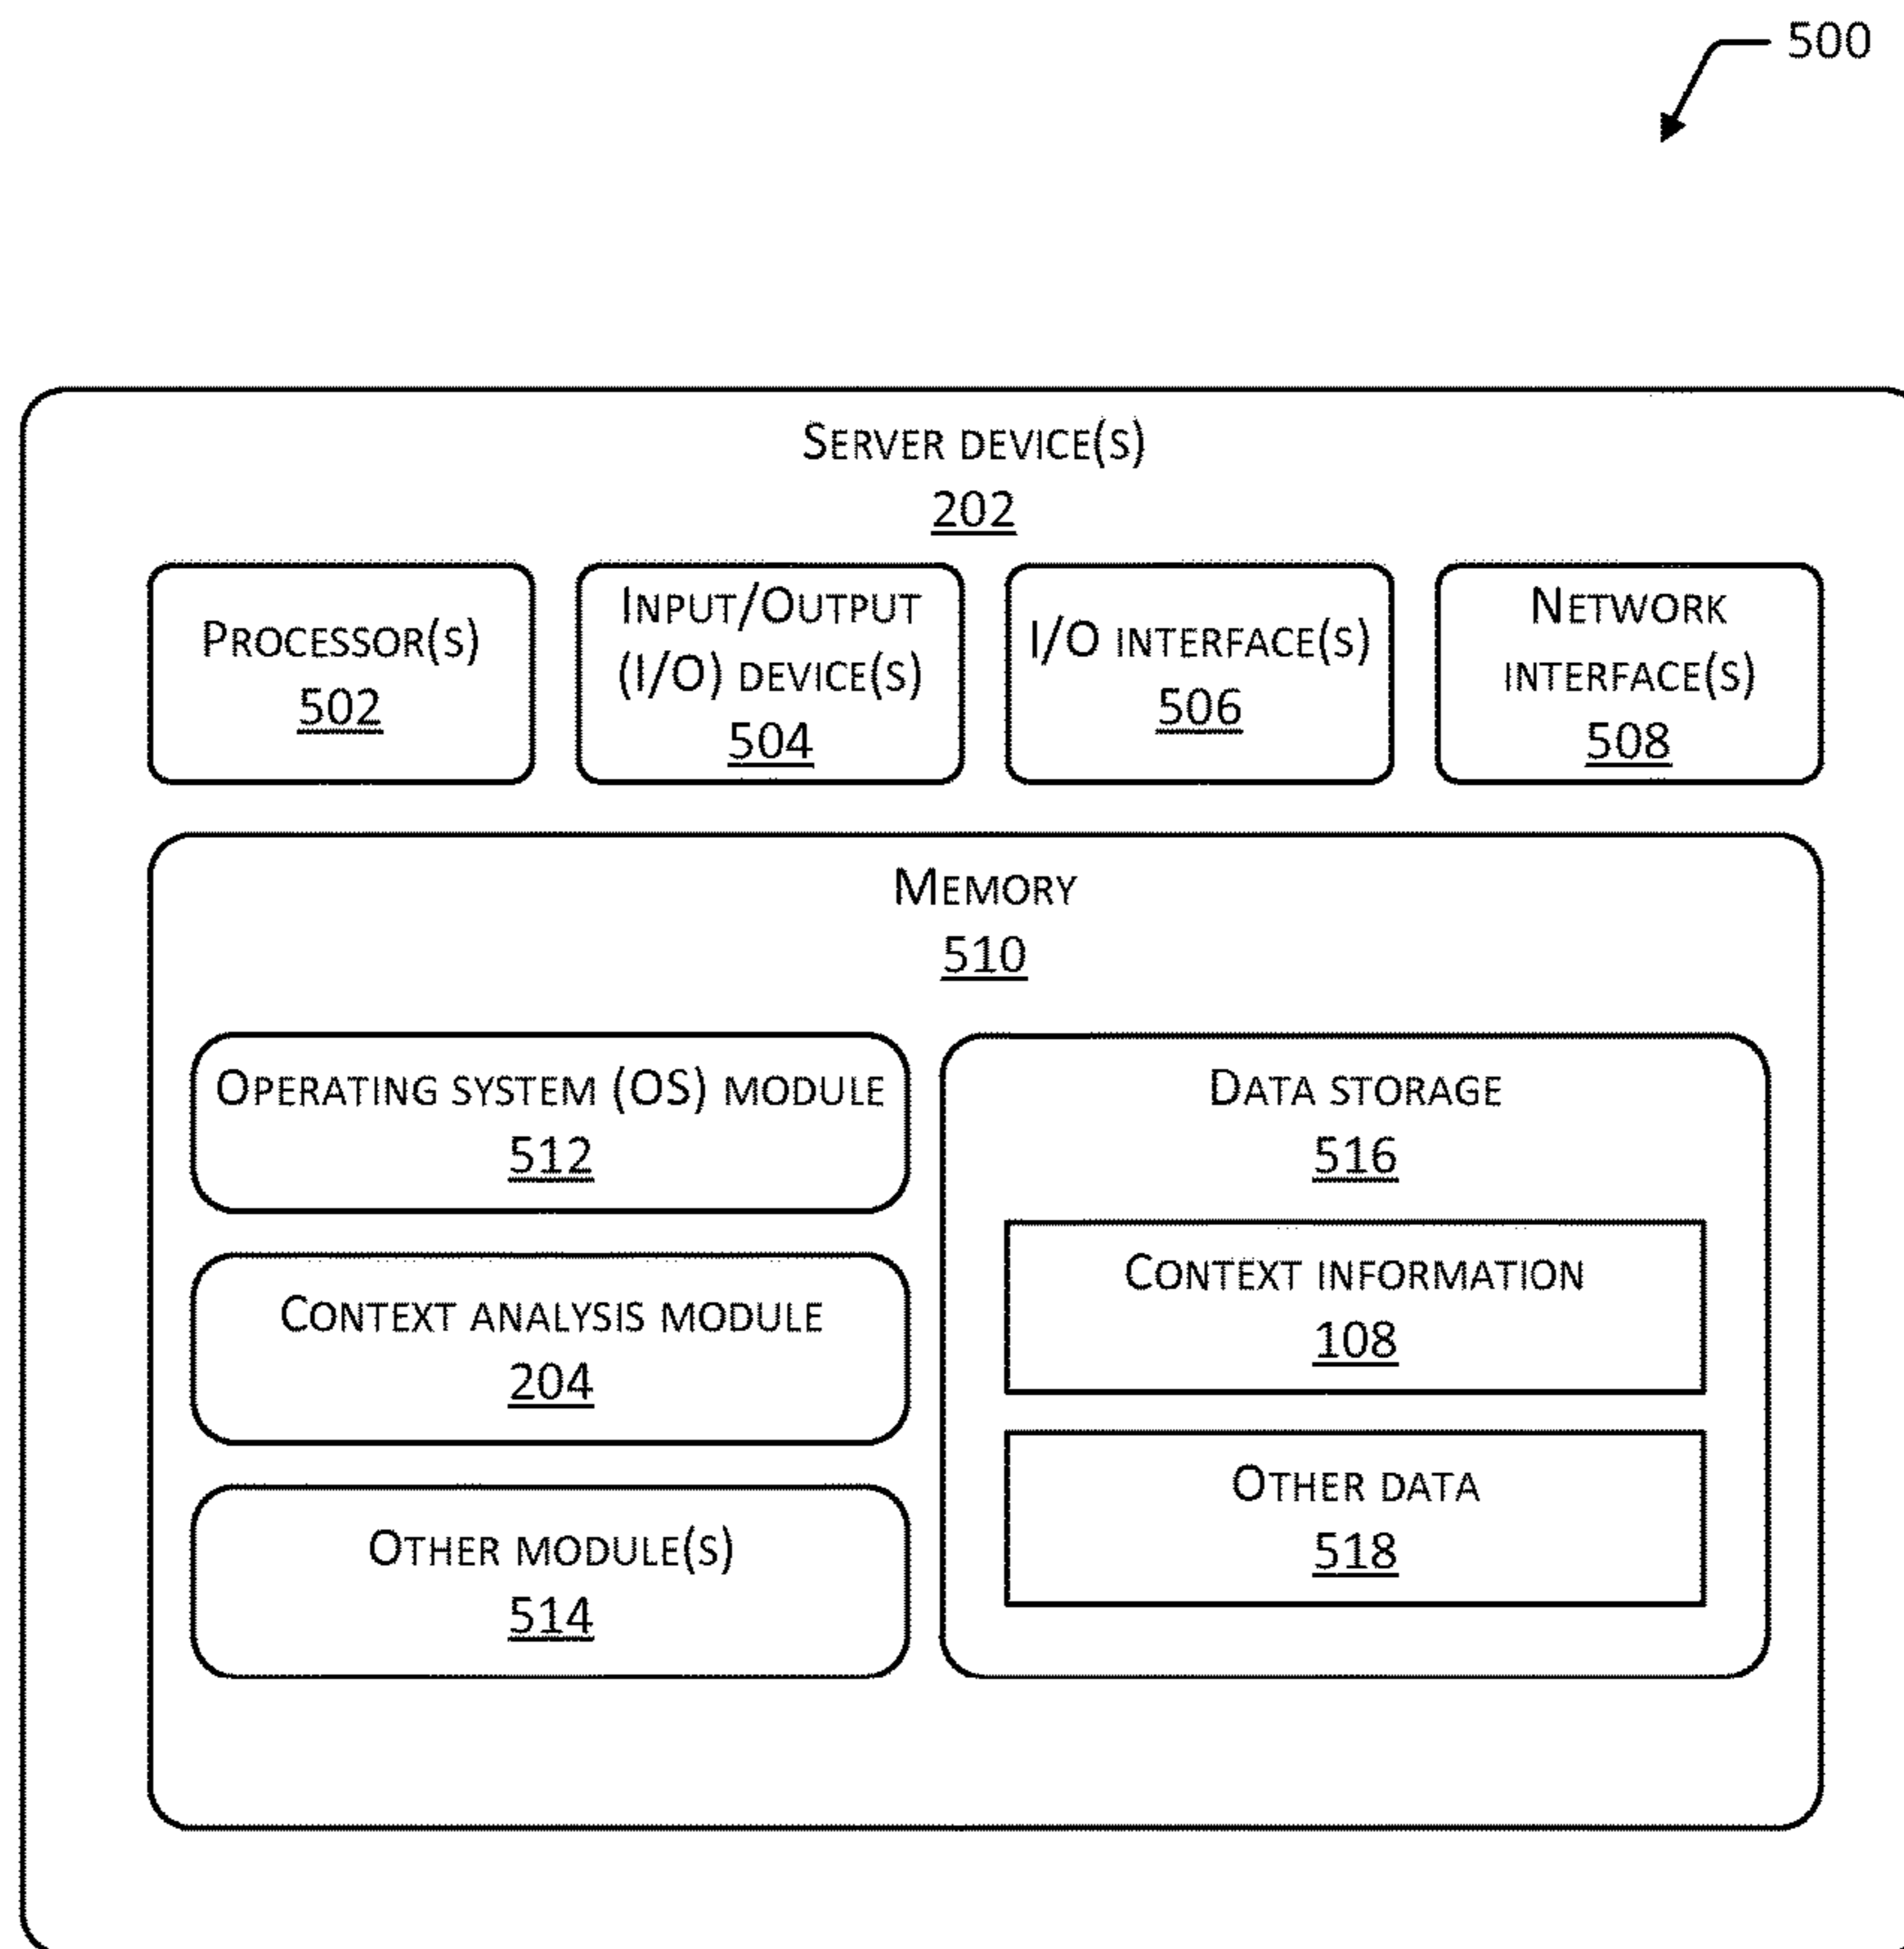 500
SERVER DEVICE(S)
202
PROCESSOR(S)
502
INPUT/OUTPUT
(I/O) DEVICE(S)
504
I/O INTERFACE(S)
506
NETWORK
INTERFACE(S)
508
MEMORY
510
OPERATING SYSTEM (OS) MODULE
512
CONTEXT ANALYSIS MODULE
204
OTHER MODULE(S)
514
DATA STORAGE
516
CONTEXT INFORMATION
108
OTHER DATA
518